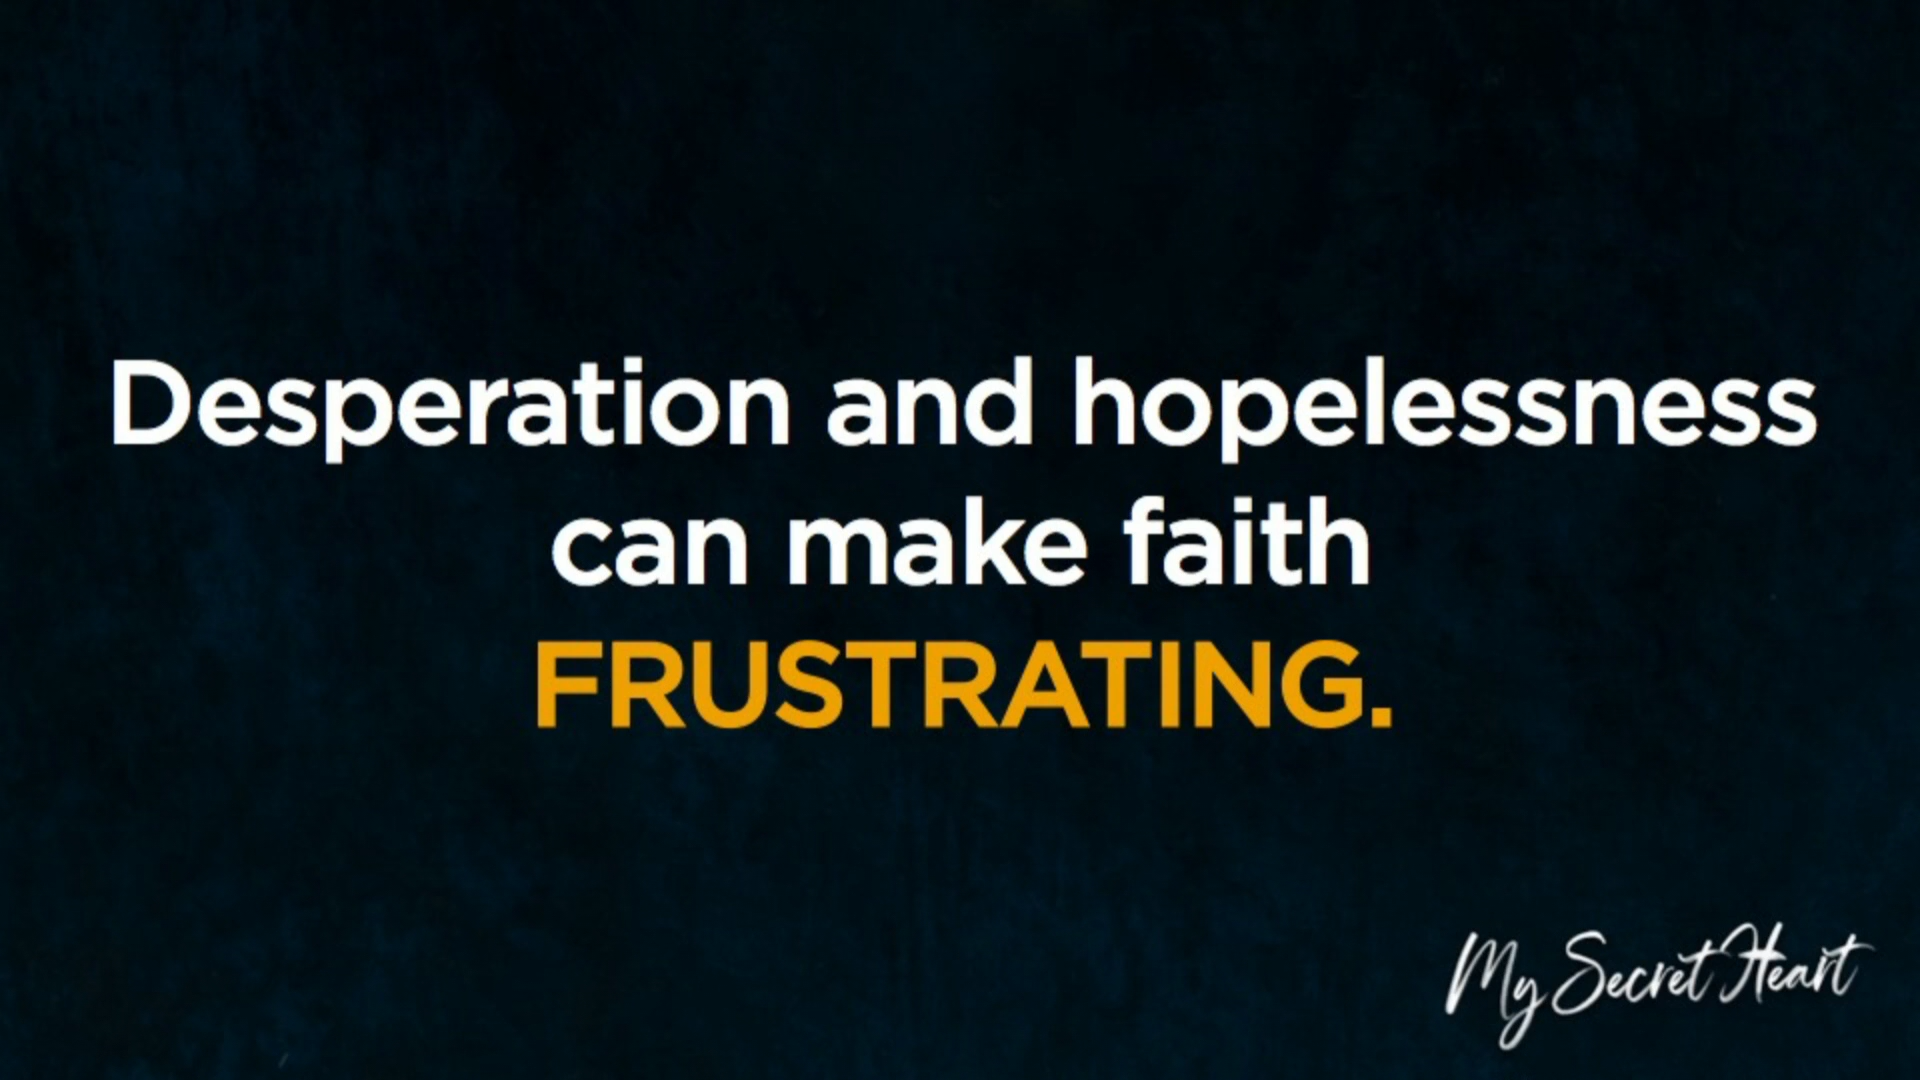 Desperation and hopelessness
can make faith
FRUSTRATING.
My Secret Heart